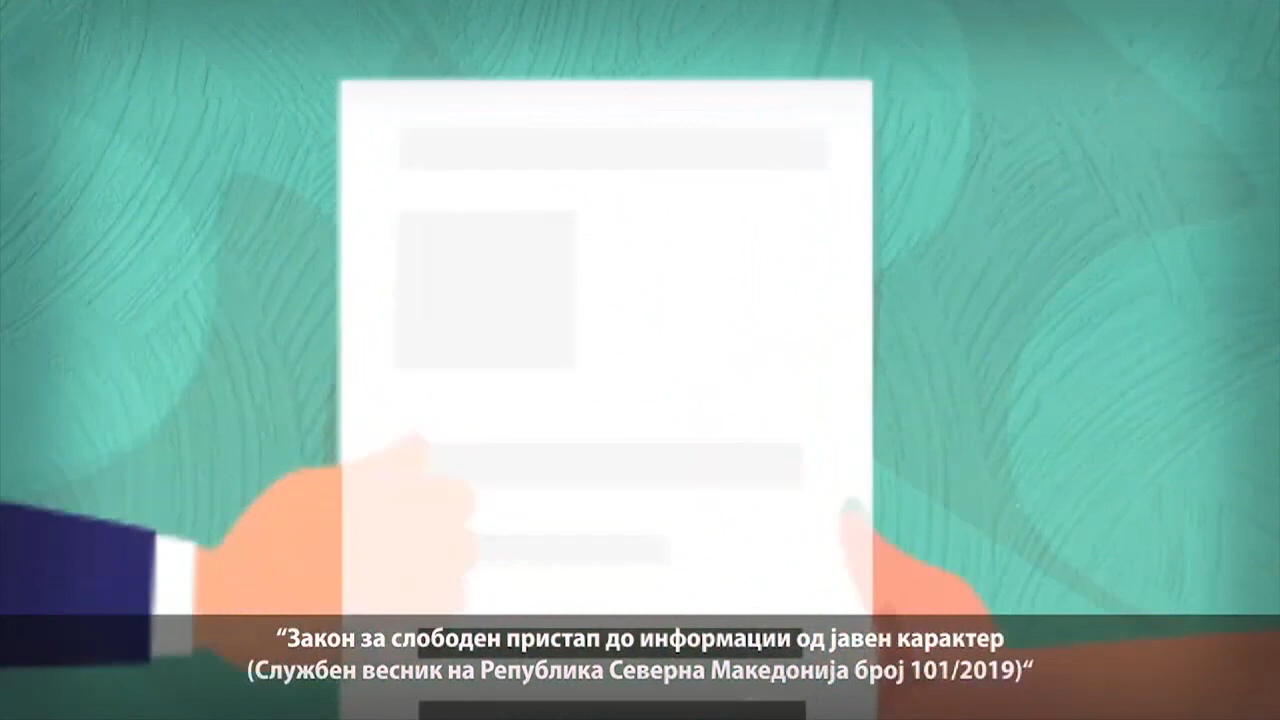 “Закон за слободен пристап до информации од јавен карактер
(Службен весник на Република Северна Македонија број 101/2019)“